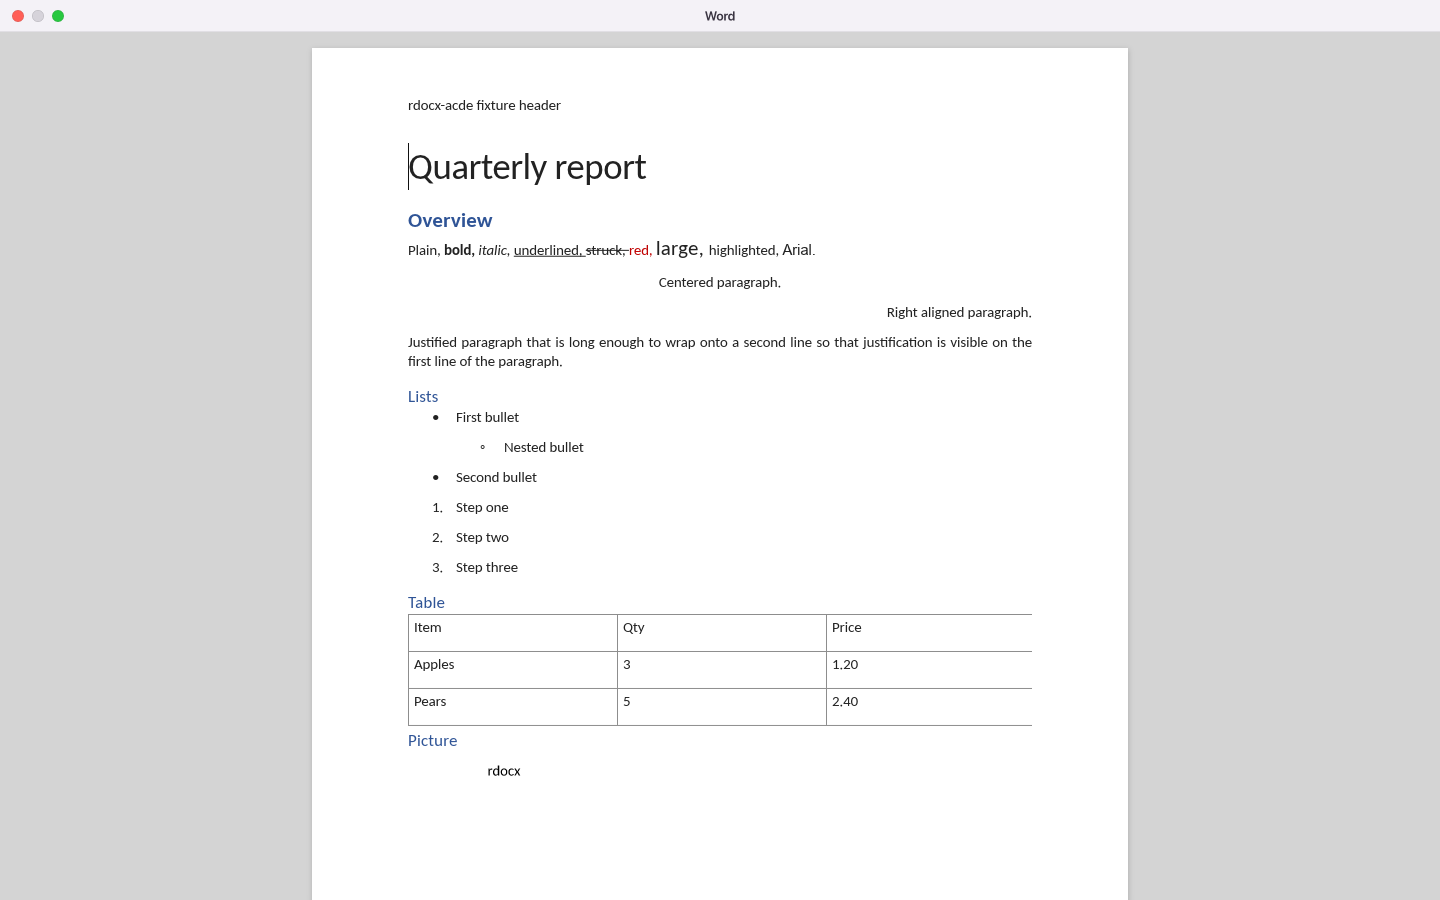 Word
rdocx-acde fixture header
Quarterly report
Overview
Plain, bold, italic, underlined, struck, red, large, highlighted, Arial.
Centered paragraph.
Right aligned paragraph.
Justified paragraph that is long enough to wrap onto a second line so that justification is visible on the
first line of the paragraph.
Lists
• First bullet
◦ Nested bullet
• Second bullet
1. Step one
2. Step two
3. Step three
Table
Item Qty Price
Apples 3 1.20
Pears 5 2.40
Picture
rdocx